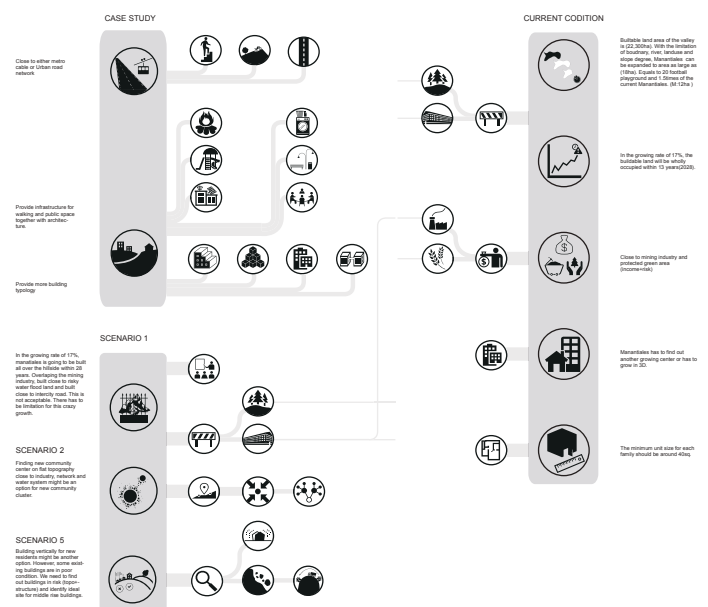 CASE STUDY
Close to either metro
cable or Urban road
network
Provide infrastructure for
walking and public space
together with architec-
ture.
Provide more building
typology
SCENARIO 1
In the growing rate of 17%,
manatiales is going to be built
all over the hillside within 28
years. Overlaping the mining
industry, built close to risky
water flood land and built
close to intercity road. This is
not acceptable. There has to
be limitation for this crazy
growth.
SCENARIO 2
Finding new community
center on flat topography
close to industry, network and
water system might be an
option for new community
cluster.
SCENARIO 5
Building vertically for new
residents might be another
option. However, some exist-
ing buildings are in poor
condition. We need to find
out buildings in risk (topo+
structure) and identify ideal
site for middle rise buildings.
CURRENT CODITION
Builtable land area of the valley
is (22,300ha). With the limitation
of boudnary, river, landuse and
slope degree, Manantiales can
be expanded to area as large as
(18ha). Equals to 20 football
playground and 1.5times of the
current Manantiales. (M:12ha )
In the growing rate of 17%, the
buildable land will be wholly
occupied within 13 years(2028).
$
$
Close to mining industry and
protected green area
(income+risk)
Manantiales has to find out
another growing center or has to
grow in 3D.
The minimum unit size for each
family should be around 40sq.